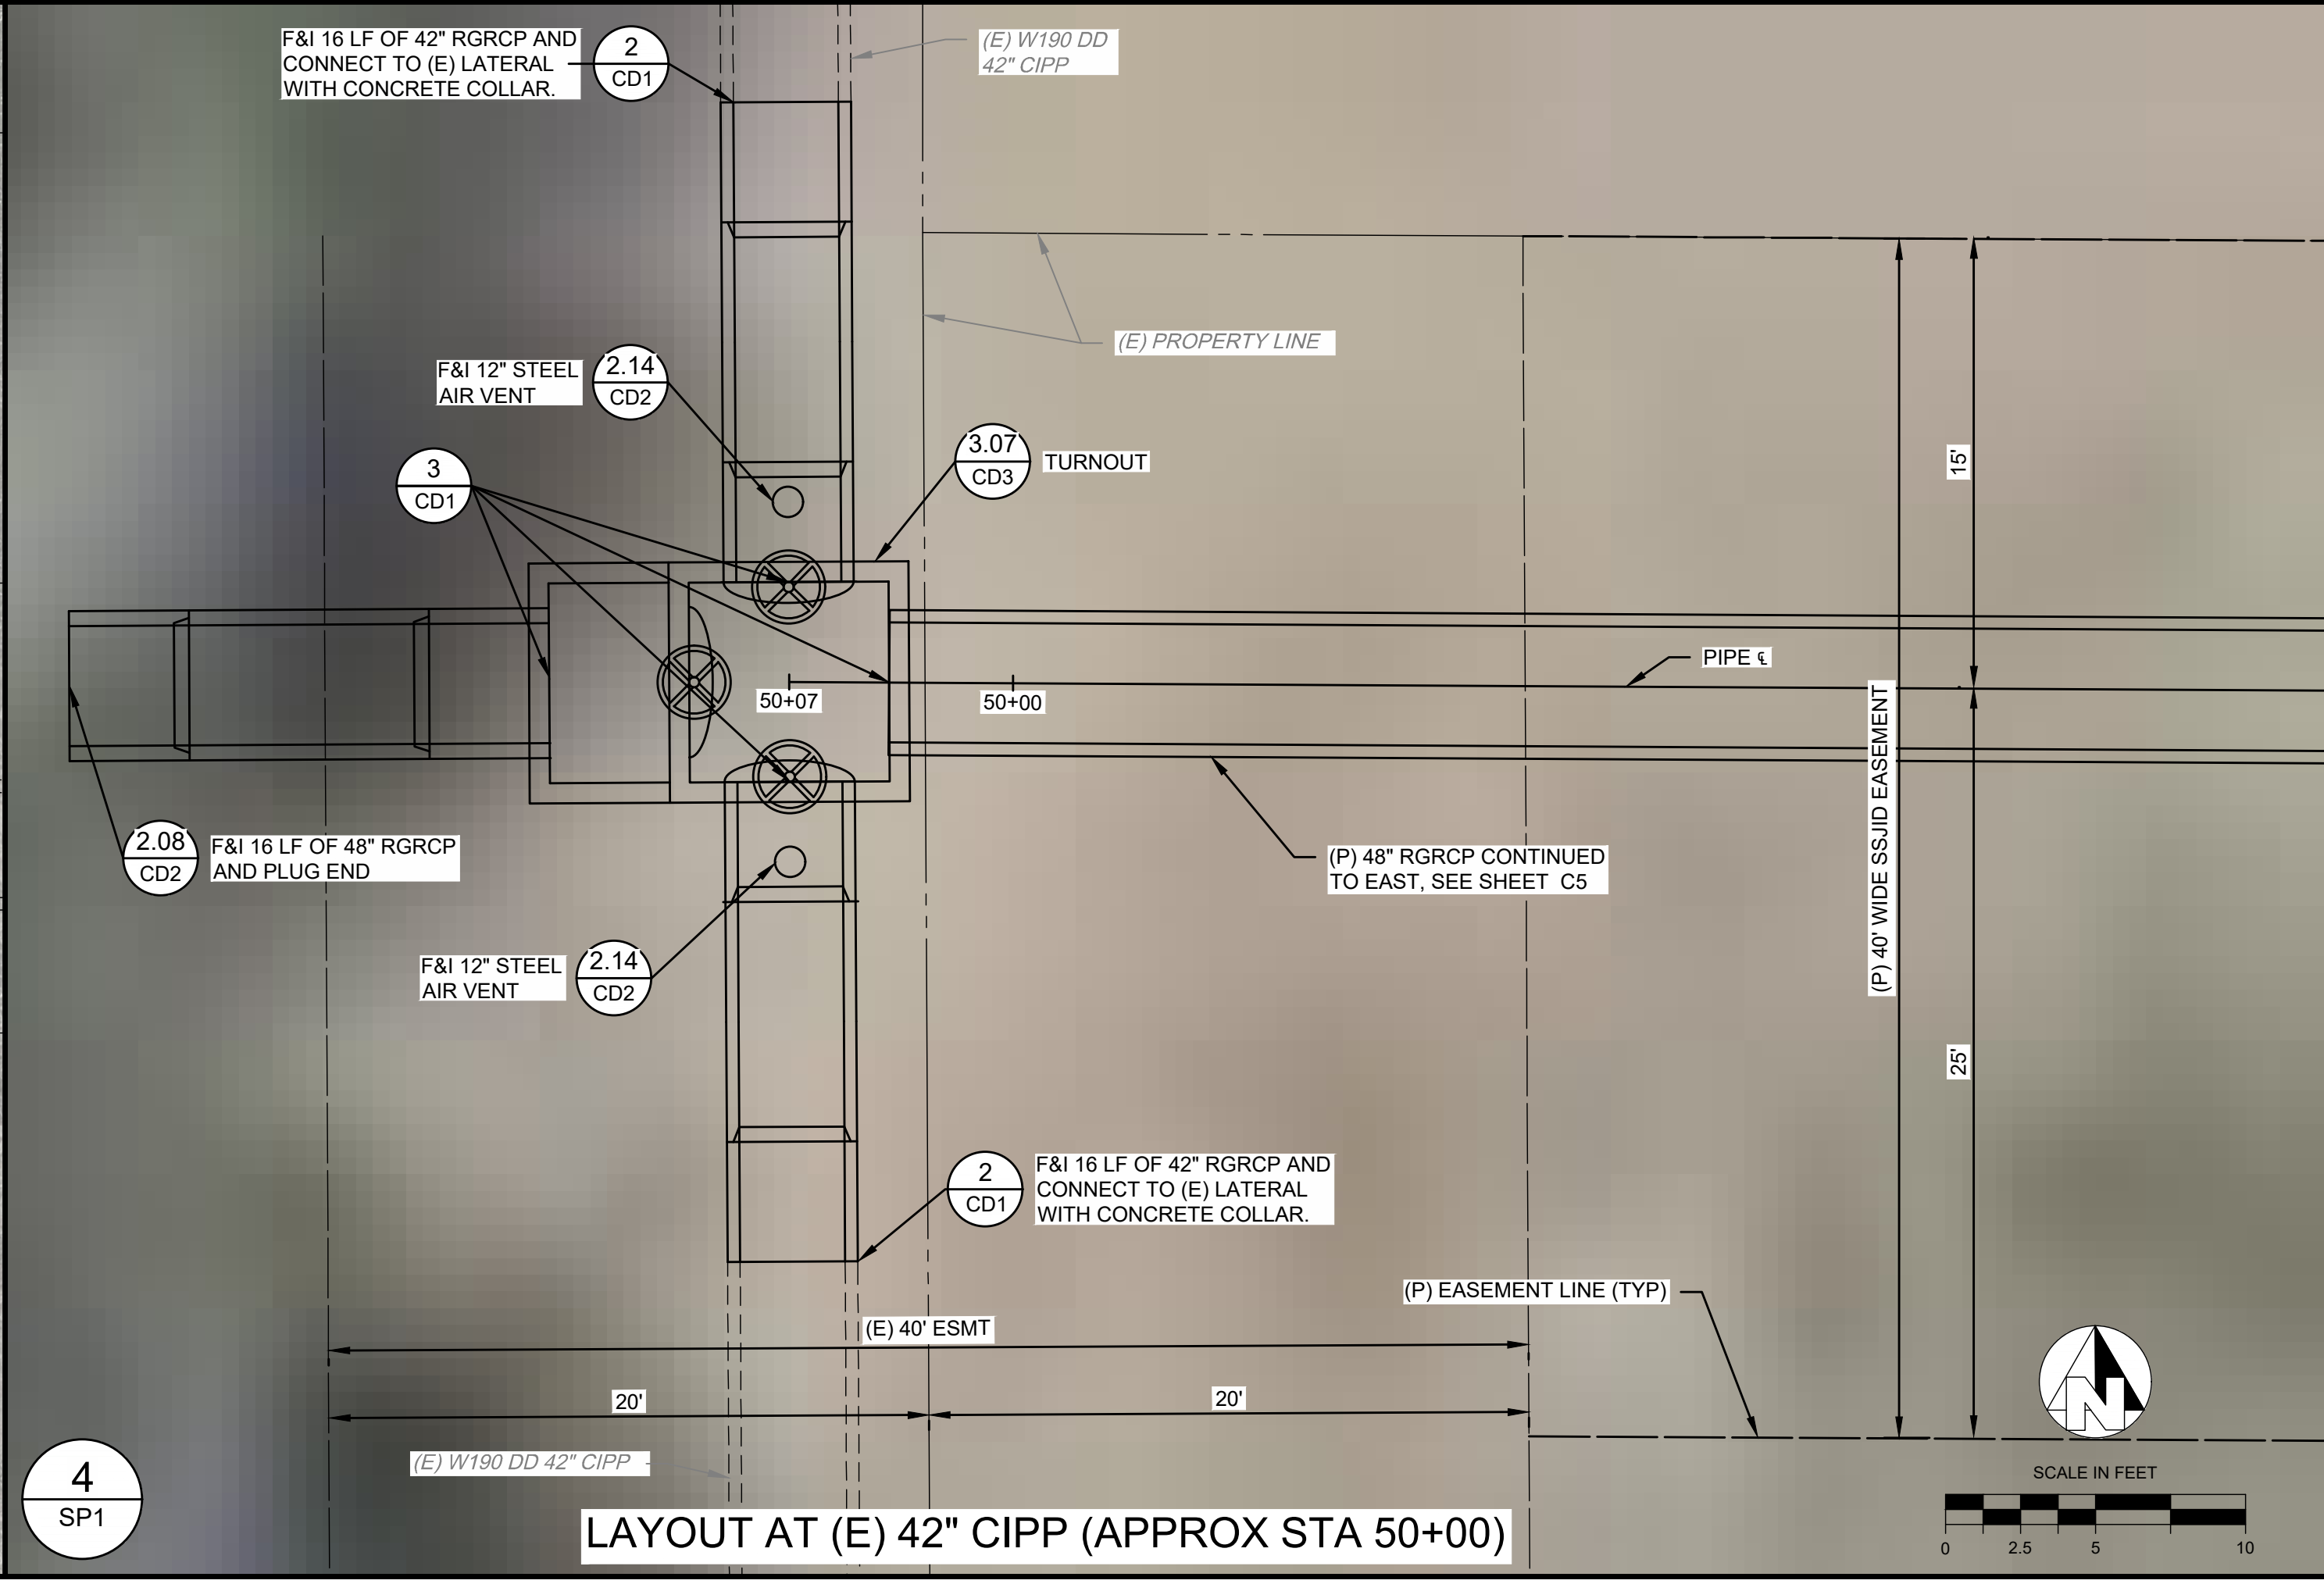 F&I 16 LF OF 42" RGRCP AND
CONNECT TO (E) LATERAL
WITH CONCRETE COLLAR.
2
CD1
(E) W190 DD
42" CIPP
(E) PROPERTY LINE
F&I 12" STEEL
AIR VENT
2.14
CD2
3
CD1
3.07
CD3
TURNOUT
15'
PIPE ℄
50+07
50+00
(P) 40' WIDE SSJID EASEMENT
2.08
CD2
F&I 16 LF OF 48" RGRCP
AND PLUG END
(P) 48" RGRCP CONTINUED
TO EAST, SEE SHEET C5
F&I 12" STEEL
AIR VENT
2.14
CD2
25'
2
CD1
F&I 16 LF OF 42" RGRCP AND
CONNECT TO (E) LATERAL
WITH CONCRETE COLLAR.
(P) EASEMENT LINE (TYP)
(E) 40' ESMT
20'
20'
N
(E) W190 DD 42" CIPP
4
SP1
LAYOUT AT (E) 42" CIPP (APPROX STA 50+00)
SCALE IN FEET
0 2.5 5 10